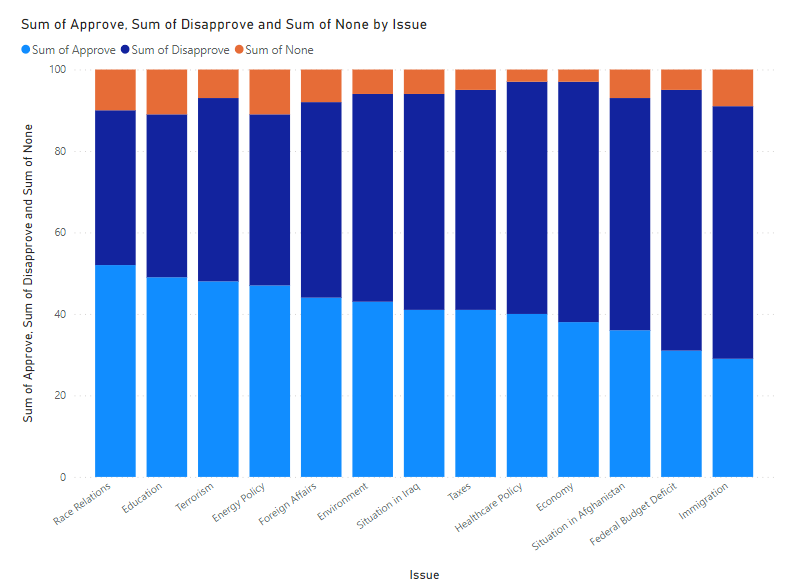 Sum of Approve, Sum of Disapprove and Sum of None by Issue
Sum of Approve Sum of Disapprove Sum of None
Sum of Approve, Sum of Disapprove and Sum of None
100
80
60
40
20
0
Race Relations
Education
Terrorism
Energy Policy
Foreign Affairs
Environment
Situation in Iraq
Taxes
Healthcare Policy
Economy
Situation in Afghanistan
Federal Budget Deficit
Immigration
Issue